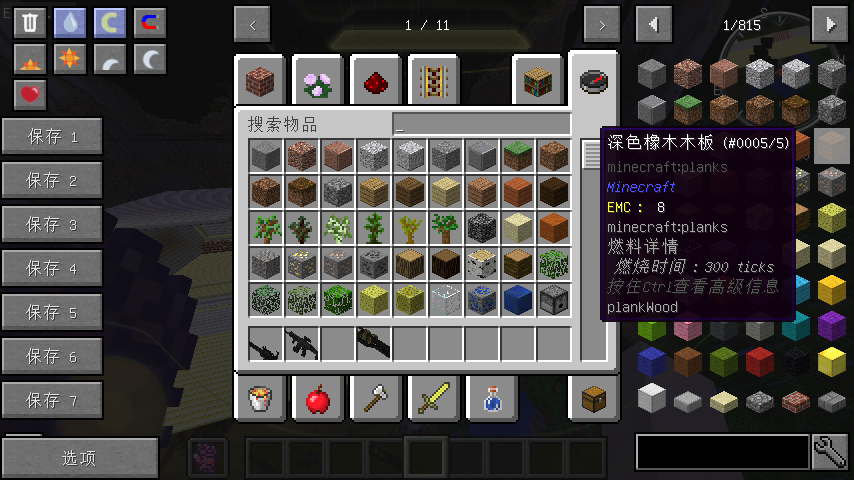 1 / 11
1/815
保存 1
保存 2
保存 3
保存 4
保存 5
保存 6
保存 7
选项
搜索物品
深色橡木木板 (#0005/5)
minecraft:planks
Minecraft
EMC: 8
minecraft:planks
燃料详情
燃烧时间:300 ticks
按住Ctrl查看高级信息
plankWood